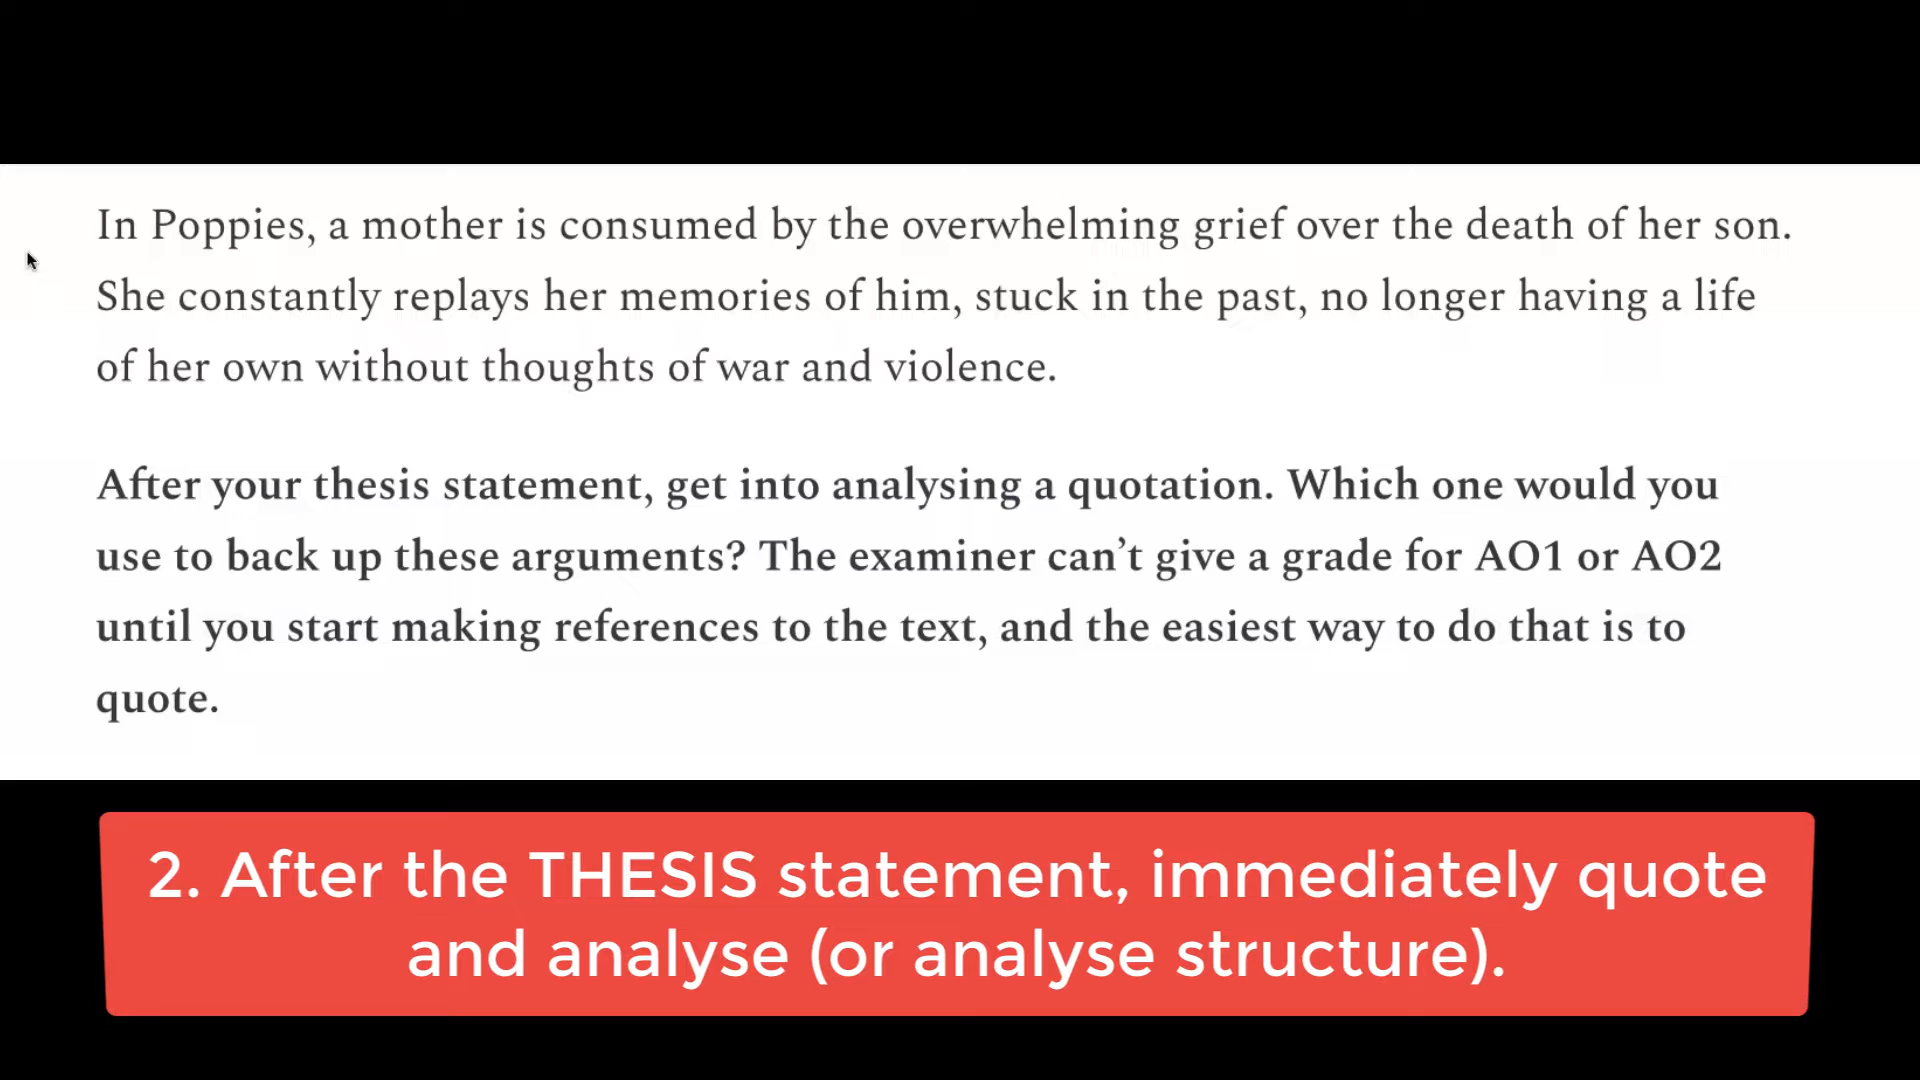 In Poppies, a mother is consumed by the overwhelming grief over the death of her son.
She constantly replays her memories of him, stuck in the past, no longer having a life
of her own without thoughts of war and violence.
After your thesis statement, get into analysing a quotation. Which one would you
use to back up these arguments? The examiner can’t give a grade for AO1 or AO2
until you start making references to the text, and the easiest way to do that is to
quote.
2. After the THESIS statement, immediately quote
and analyse (or analyse structure).